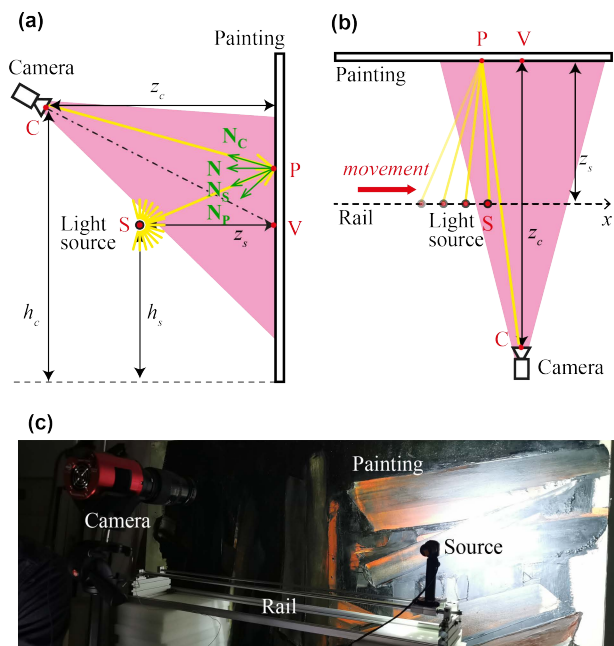 (a)
Painting
Camera
z_c
C
N_C
N
P
N_S
S
N_P
Light
source
z_s
V
h_c
h_s
(b)
P
V
Painting
z_s
movement
Rail
Light
source
S
z_c
x
C
Camera
(c)
Painting
Camera
Source
Rail